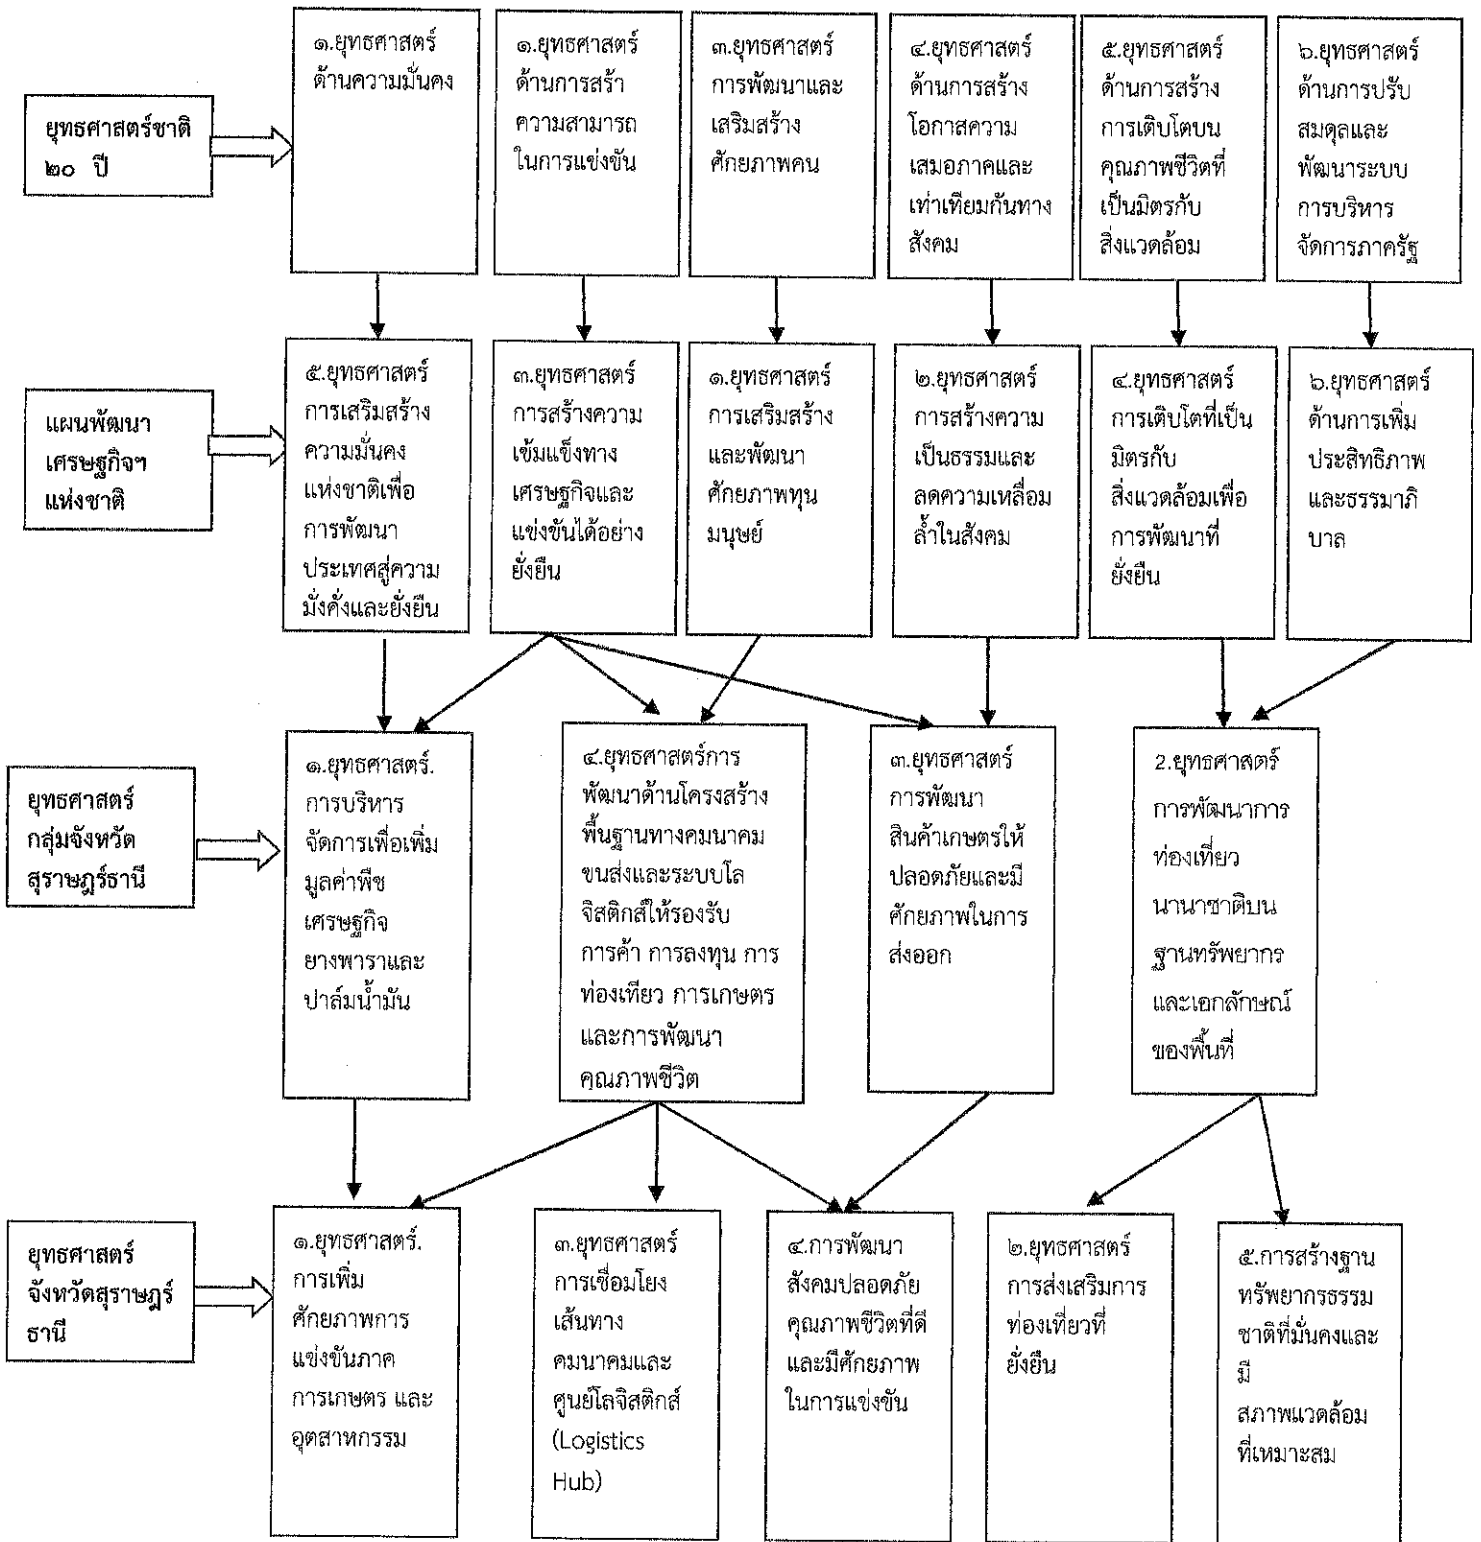 ยุทธศาสตร์ชาติ
๒๐ ปี
๑.ยุทธศาสตร์
ด้านความมั่นคง
๑.ยุทธศาสตร์
ด้านการสร้า
ความสามารถ
ในการแข่งขัน
๓.ยุทธศาสตร์
การพัฒนาและ
เสริมสร้าง
ศักยภาพคน
๔.ยุทธศาสตร์
ด้านการสร้าง
โอกาสความ
เสมอภาคและ
เท่าเทียมกันทาง
สังคม
๕.ยุทธศาสตร์
ด้านการสร้าง
การเติบโตบน
คุณภาพชีวิตที่
เป็นมิตรกับ
สิ่งแวดล้อม
๖.ยุทธศาสตร์
ด้านการปรับ
สมดุลและ
พัฒนาระบบ
การบริหาร
จัดการภาครัฐ
แผนพัฒนา
เศรษฐกิจฯ
แห่งชาติ
๕.ยุทธศาสตร์
การเสริมสร้าง
ความมั่นคง
แห่งชาติเพื่อ
การพัฒนา
ประเทศสู่ความ
มั่งคั่งและยั่งยืน
๓.ยุทธศาสตร์
การสร้างความ
เข้มแข็งทาง
เศรษฐกิจและ
แข่งขันได้อย่าง
ยั่งยืน
๑.ยุทธศาสตร์
การเสริมสร้าง
และพัฒนา
ศักยภาพทุน
มนุษย์
๒.ยุทธศาสตร์
การสร้างความ
เป็นธรรมและ
ลดความเหลื่อม
ล้ำในสังคม
๔.ยุทธศาสตร์
การเติบโตที่เป็น
มิตรกับ
สิ่งแวดล้อมเพื่อ
การพัฒนาที่
ยั่งยืน
๖.ยุทธศาสตร์
ด้านการเพิ่ม
ประสิทธิภาพ
และธรรมาภิ
บาล
ยุทธศาสตร์
กลุ่มจังหวัด
สุราษฎร์ธานี
๑.ยุทธศาสตร์.
การบริหาร
จัดการเพื่อเพิ่ม
มูลค่าพืช
เศรษฐกิจ
ยางพาราและ
ปาล์มน้ำมัน
๔.ยุทธศาสตร์การ
พัฒนาด้านโครงสร้าง
พื้นฐานทางคมนาคม
ขนส่งและระบบโล
จิสติกส์ให้รองรับ
การค้า การลงทุน การ
ท่องเที่ยว การเกษตร
และการพัฒนา
คุณภาพชีวิต
๓.ยุทธศาสตร์
การพัฒนา
สินค้าเกษตรให้
ปลอดภัยและมี
ศักยภาพในการ
ส่งออก
2.ยุทธศาสตร์
การพัฒนาการ
ท่องเที่ยว
นานาชาติบน
ฐานทรัพยากร
และเอกลักษณ์
ของพื้นที่
ยุทธศาสตร์
จังหวัดสุราษฎร์
ธานี
๑.ยุทธศาสตร์.
การเพิ่ม
ศักยภาพการ
แข่งขันภาค
การเกษตร และ
อุตสาหกรรม
๓.ยุทธศาสตร์
การเชื่อมโยง
เส้นทาง
คมนาคมและ
ศูนย์โลจิสติกส์
(Logistics
Hub)
๔.การพัฒนา
สังคมปลอดภัย
คุณภาพชีวิตที่ดี
และมีศักยภาพ
ในการแข่งขัน
๒.ยุทธศาสตร์
การส่งเสริมการ
ท่องเที่ยวที่
ยั่งยืน
๕.การสร้างฐาน
ทรัพยากรธรรม
ชาติที่มั่นคงและ
มี
สภาพแวดล้อม
ที่เหมาะสม